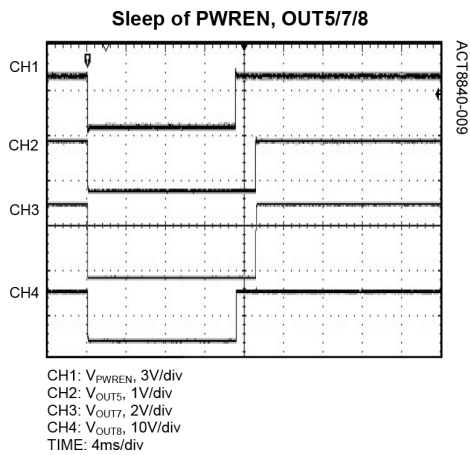 Sleep of PWREN, OUT5/7/8
CH1
CH2
CH3
CH4
ACT8840-009
CH1: VPWREN, 3V/div
CH2: VOUT5, 1V/div
CH3: VOUT7, 2V/div
CH4: VOUT8, 10V/div
TIME: 4ms/div